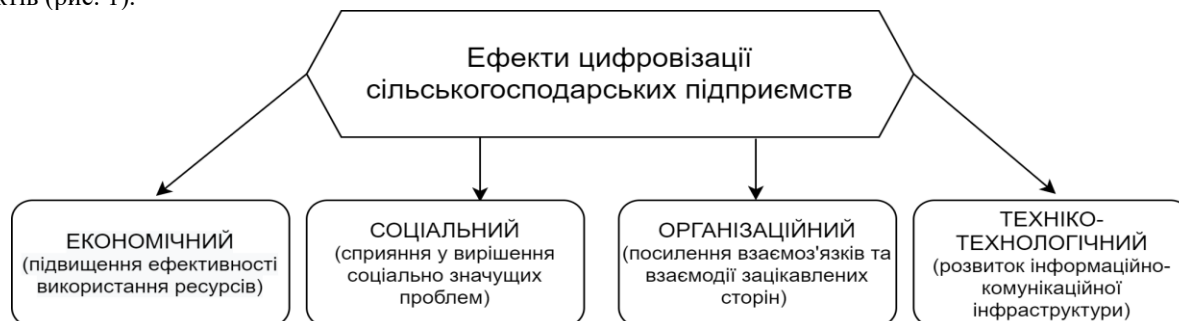 ктів (рис. 1).
Ефекти цифровізації
сільськогосподарських підприємств
ЕКОНОМІЧНИЙ
(підвищення ефективності
використання ресурсів)
СОЦІАЛЬНИЙ
(сприяння у вирішення
соціально значущих
проблем)
ОРГАНІЗАЦІЙНИЙ
(посилення взаємоз'язків та
взаємодії зацікавлених
сторін)
ТЕХНІКО-
ТЕХНОЛОГІЧНИЙ
(розвиток інформаційно-
комунікаційної
інфраструктури)